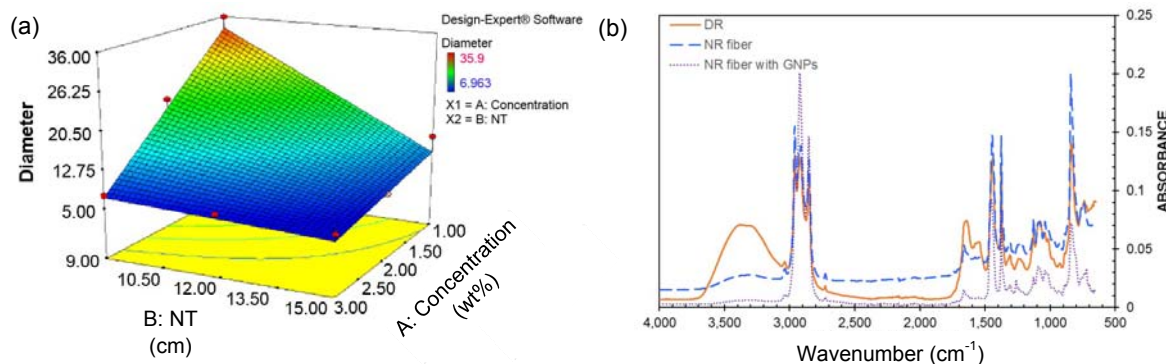 (a)
Design-Expert® Software
Diameter
35.9
6.963
X1 = A: Concentration
X2 = B: NT
36.00
26.25
20.50
12.75
5.00
Diameter
9.00
10.50
12.00
13.50
15.00
B: NT
(cm)
3.00
2.50
2.00
1.50
1.00
A: Concentration
(wt%)
(b)
DR
NR fiber
NR fiber with GNPs
0.25
0.2
0.15
0.1
0.05
0
ABSORBANCE
4,000
3,500
3,000
2,500
2,000
1,500
1,000
500
Wavenumber (cm⁻¹)